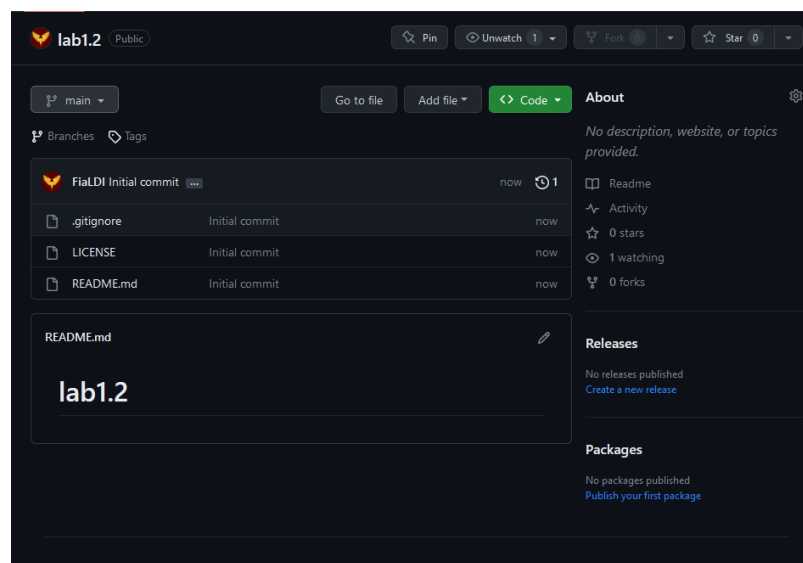 lab1.2 Public
Pin
Unwatch 1
Fork 0
Star 0
main
Go to file
Add file
<> Code
Branches Tags
FiaLDI Initial commit ... now 1
.gitignore Initial commit now
LICENSE Initial commit now
README.md Initial commit now
README.md
lab1.2
About
No description, website, or topics
provided.
Readme
Activity
0 stars
1 watching
0 forks
Releases
No releases published
Create a new release
Packages
No packages published
Publish your first package